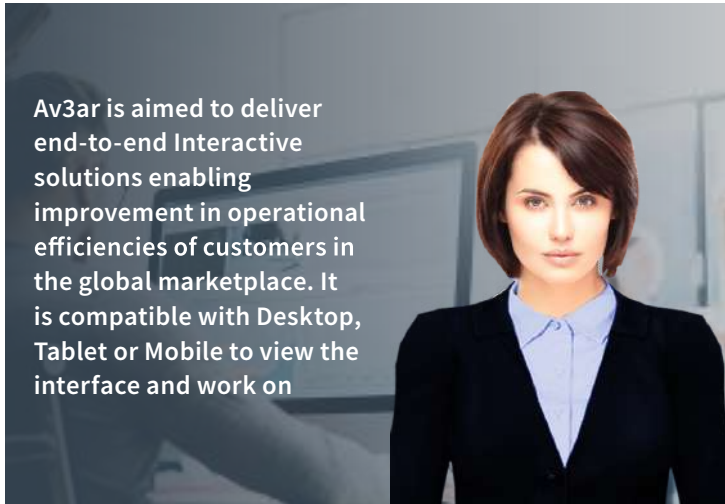 Av3ar is aimed to deliver
end-to-end Interactive
solutions enabling
improvement in operational
efficiencies of customers in
the global marketplace. It
is compatible with Desktop,
Tablet or Mobile to view the
interface and work on